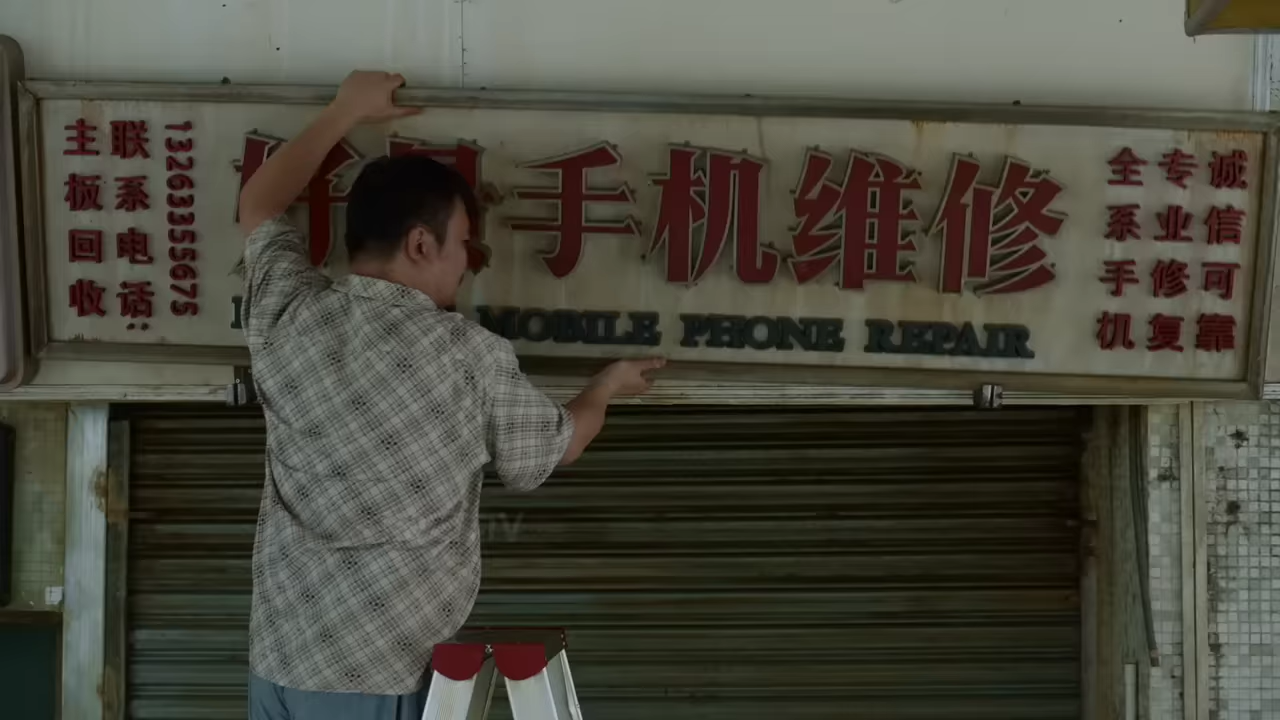 主板回收
联系电话:
13263355675
手机维修
MOBILE PHONE REPAIR
全系手机
专业修复
诚信可靠